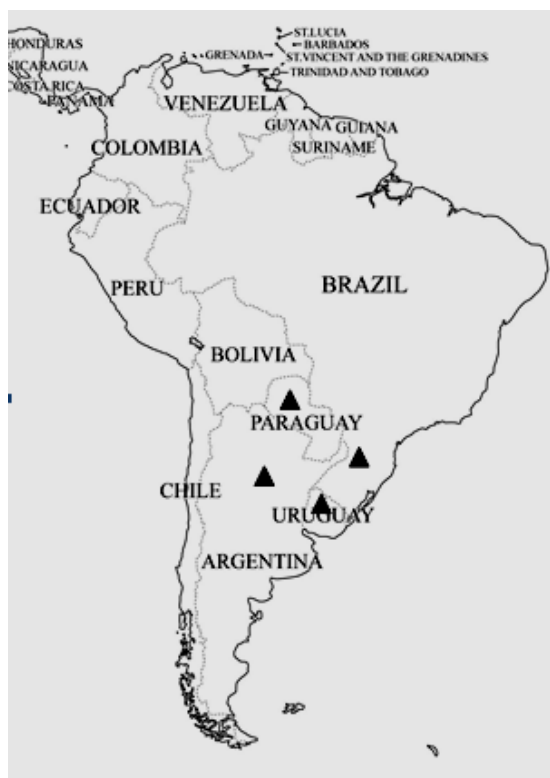 ST.LUCIA
HONDURAS
BARBADOS
GRENADA
ST.VINCENT AND THE GRENADINES
NICARAGUA
TRINIDAD AND TOBAGO
COSTA RICA
PANAMA
VENEZUELA
GUYANA
GUIANA
COLOMBIA
SURINAME
ECUADOR
PERU
BRAZIL
BOLIVIA
PARAGUAY
CHILE
URUGUAY
ARGENTINA